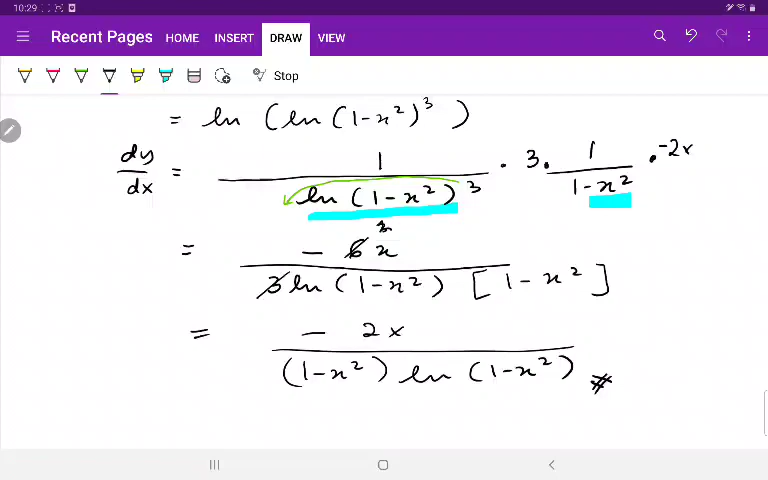 10:29
Recent Pages HOME INSERT DRAW VIEW
Stop
= ln (ln (1-x²)³)
dy/dx = 1/(ln (1-x²)³) · 3 · 1/(1-x²) · -2x
= -6x/(3 ln (1-x²) [1-x²]) 2
= -2x/((1-x²) ln (1-x²)) #